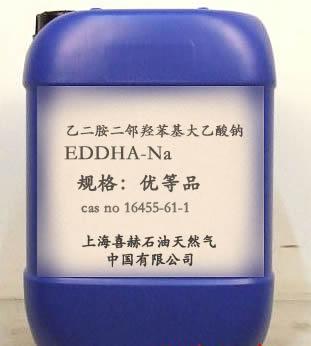 乙二胺二邻羟苯基大乙酸钠
EDDHA-Na
规格：优等品
cas no 16455-61-1
上海喜赫石油天然气
中国有限公司